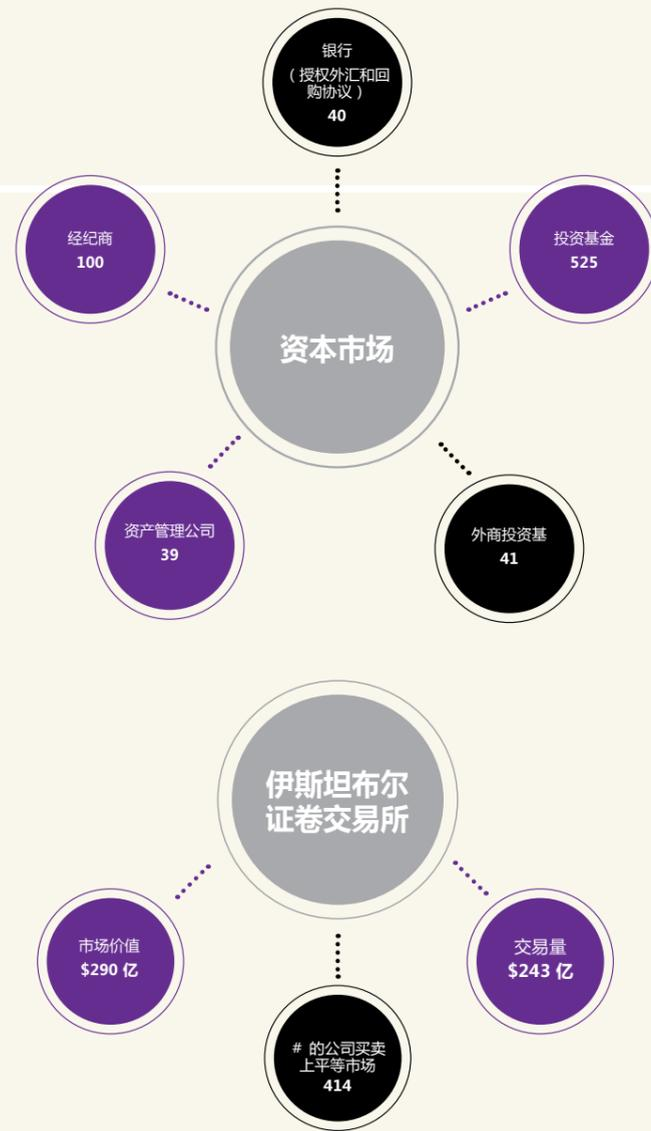 银行
（授权外汇和回
购协议）
40
经纪商
100
投资基金
525
资本市场
资产管理公司
39
外商投资基
41
伊斯坦布尔
证卷交易所
市场价值
$290 亿
交易量
$243 亿
# 的公司买卖
上平等市场
414